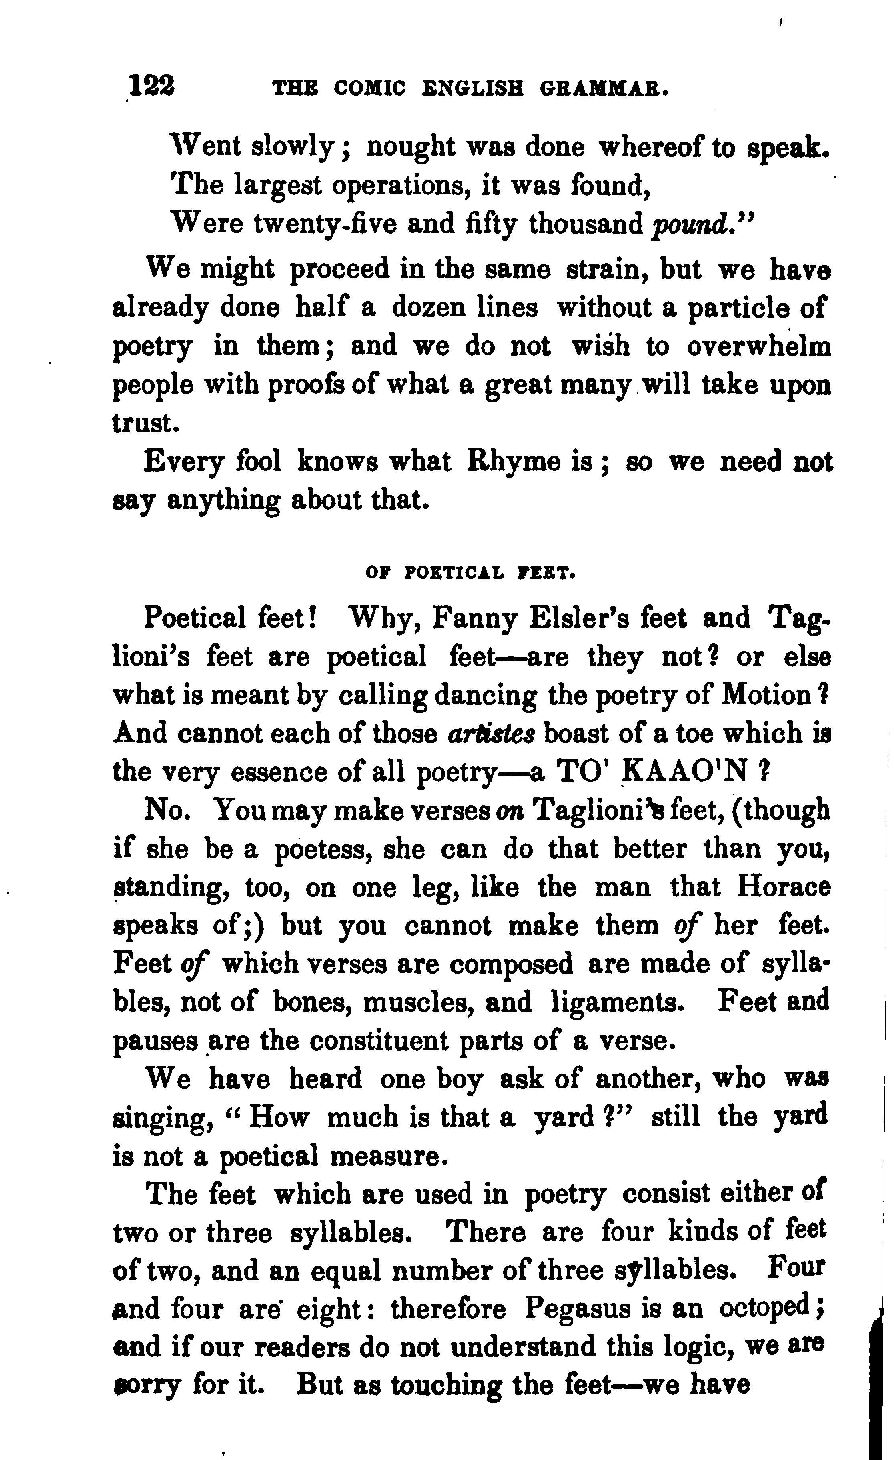 122 THE COMIC ENGLISH GRAMMAR.
Went slowly; nought was done whereof to speak.
The largest operations, it was found,
Were twenty-five and fifty thousand pound."
We might proceed in the same strain, but we have
already done half a dozen lines without a particle of
poetry in them; and we do not wish to overwhelm
people with proofs of what a great many will take upon
trust.
Every fool knows what Rhyme is; so we need not
say anything about that.
OF POETICAL FEET.
Poetical feet! Why, Fanny Elsler's feet and Tag-
lioni's feet are poetical feet—are they not? or else
what is meant by calling dancing the poetry of Motion?
And cannot each of those artistes boast of a toe which is
the very essence of all poetry—a TO' KAAO'N ?
No. You may make verses on Taglioni's feet, (though
if she be a poetess, she can do that better than you,
standing, too, on one leg, like the man that Horace
speaks of;) but you cannot make them of her feet.
Feet of which verses are composed are made of sylla-
bles, not of bones, muscles, and ligaments. Feet and
pauses are the constituent parts of a verse.
We have heard one boy ask of another, who was
singing, "How much is that a yard?" still the yard
is not a poetical measure.
The feet which are used in poetry consist either of
two or three syllables. There are four kinds of feet
of two, and an equal number of three syllables. Four
and four are eight: therefore Pegasus is an octoped;
and if our readers do not understand this logic, we are
sorry for it. But as touching the feet—we have